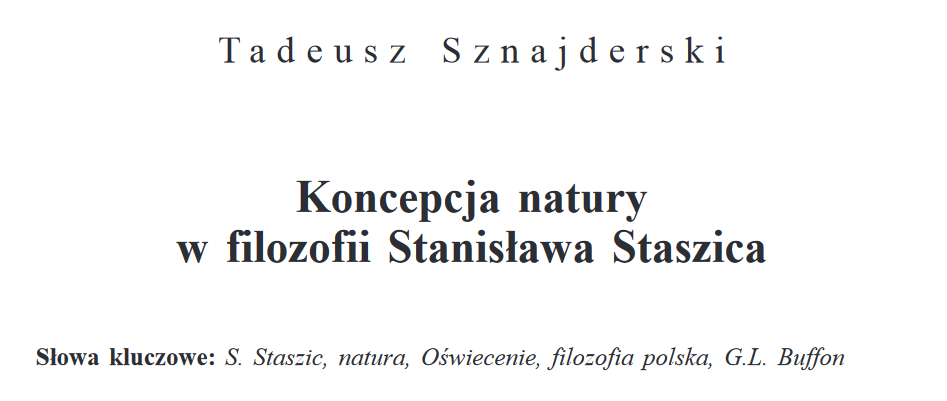 Tadeusz Sznajderski
Koncepcja natury
w filozofii Stanisława Staszica
Słowa kluczowe: S. Staszic, natura, Oświecenie, filozofia polska, G.L. Buffon